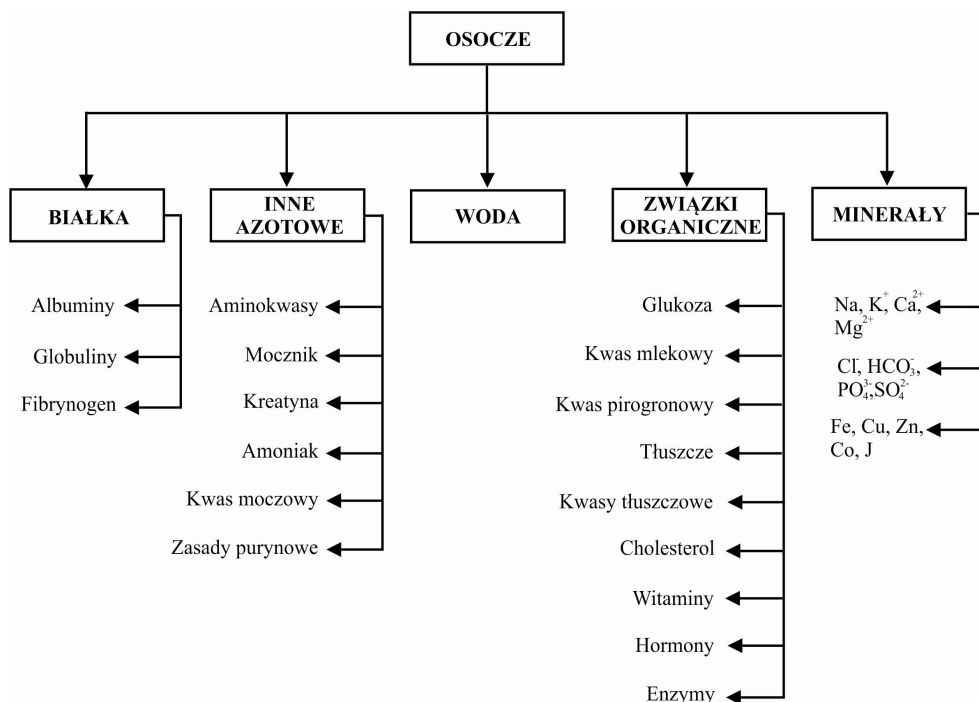 OSOCZE
BIAŁKA
Albuminy
Globuliny
Fibrynogen
INNE
AZOTOWE
Aminokwasy
Mocznik
Kreatyna
Amoniak
Kwas moczowy
Zasady purynowe
WODA
ZWIĄZKI
ORGANICZNE
Glukoza
Kwas mlekowy
Kwas pirogronowy
Tłuszcze
Kwasy tłuszczowe
Cholesterol
Witaminy
Hormony
Enzymy
MINERAŁY
Na, K⁺, Ca²⁺,
Mg²⁺
Cl⁻, HCO₃⁻,
PO₄³⁻,SO₄²⁻
Fe, Cu, Zn,
Co, J